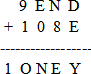 9 E N D
+ 1 0 8 E
--------------------
1 O N E Y